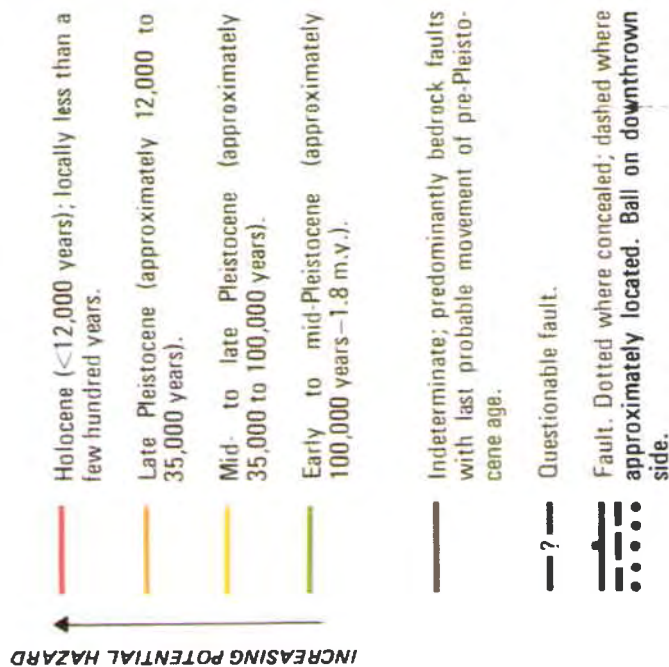 INCREASING POTENTIAL HAZARD
Holocene (<12,000 years); locally less than a
few hundred years.
Late Pleistocene (approximately 12,000 to
35,000 years).
Mid- to late Pleistocene (approximately
35,000 to 100,000 years).
Early to mid-Pleistocene (approximately
100,000 years–1.8 m.y.).
Indeterminate; predominantly bedrock faults
with last probable movement of pre-Pleisto-
cene age.
?
Questionable fault.
Fault. Dotted where concealed; dashed where
approximately located. Ball on downthrown
side.